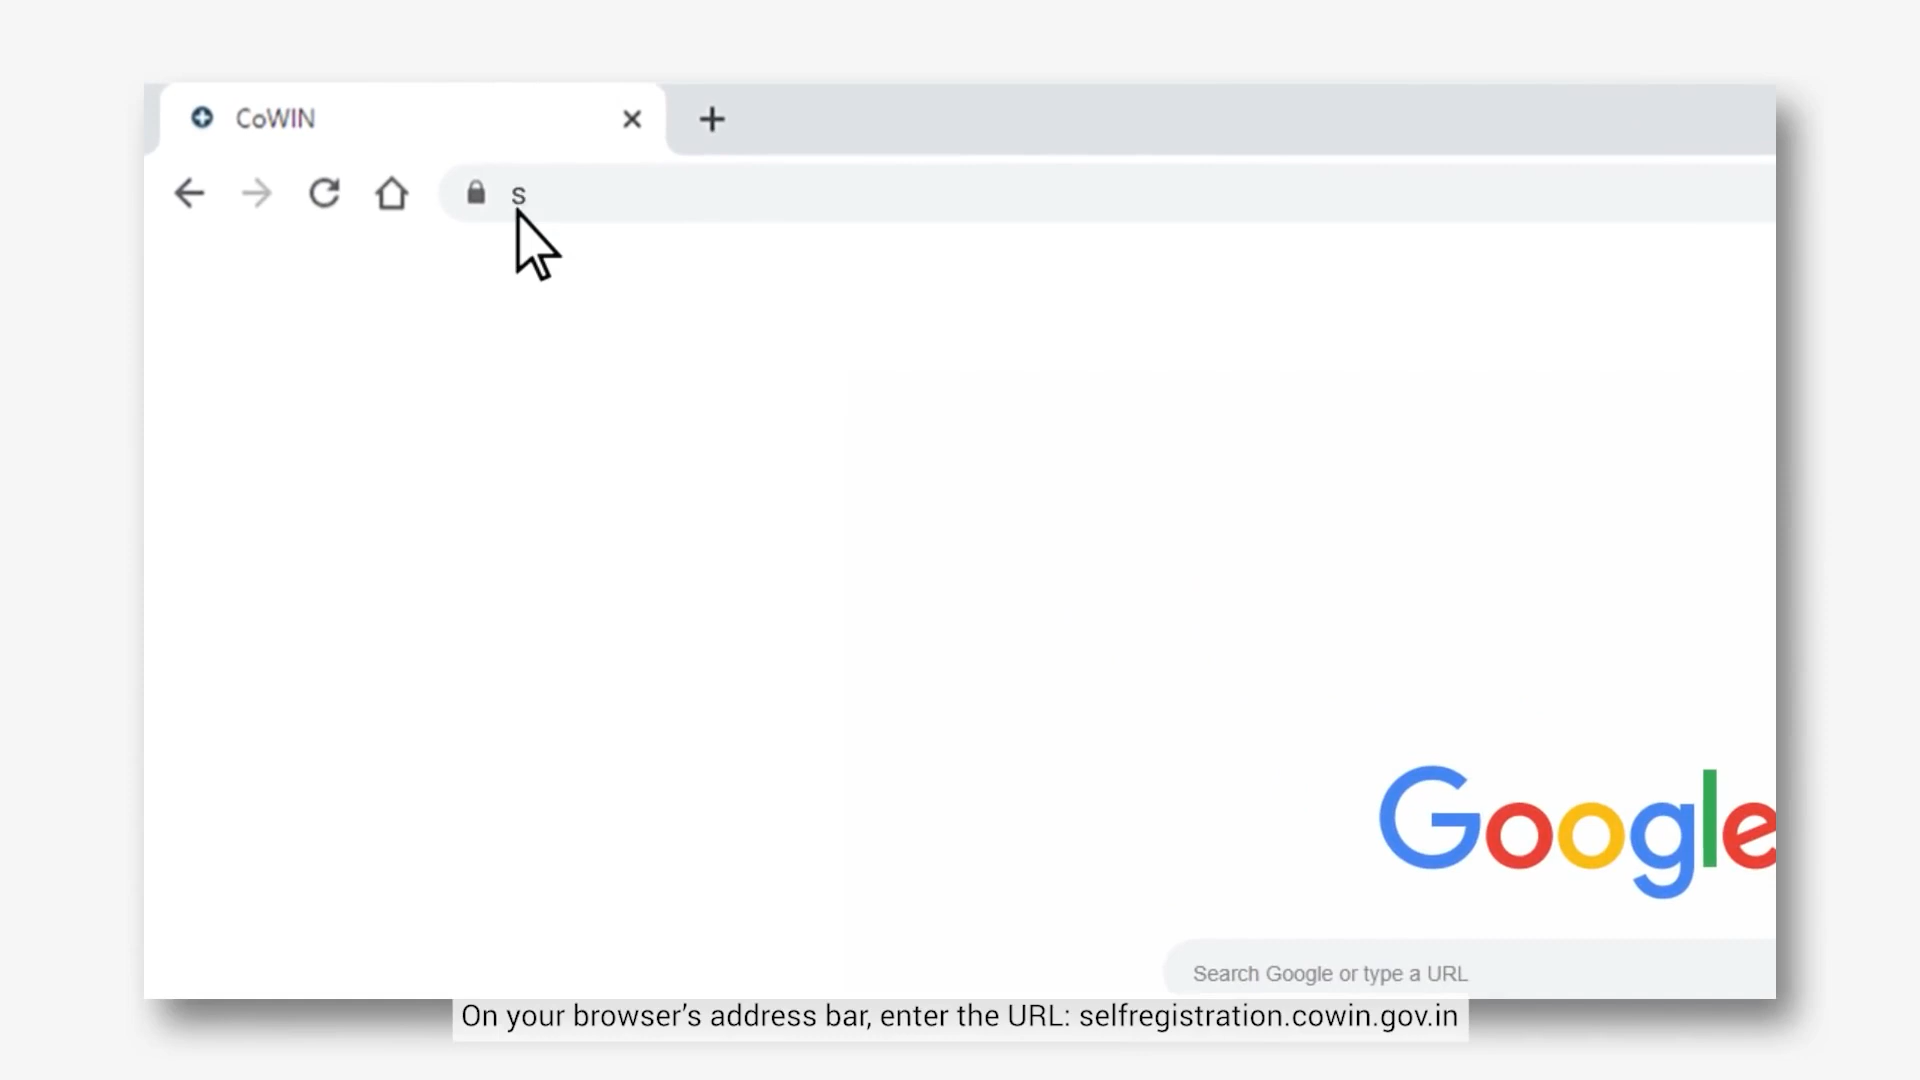 CoWIN
s
Google
Search Google or type a URL
On your browser’s address bar, enter the URL: selfregistration.cowin.gov.in